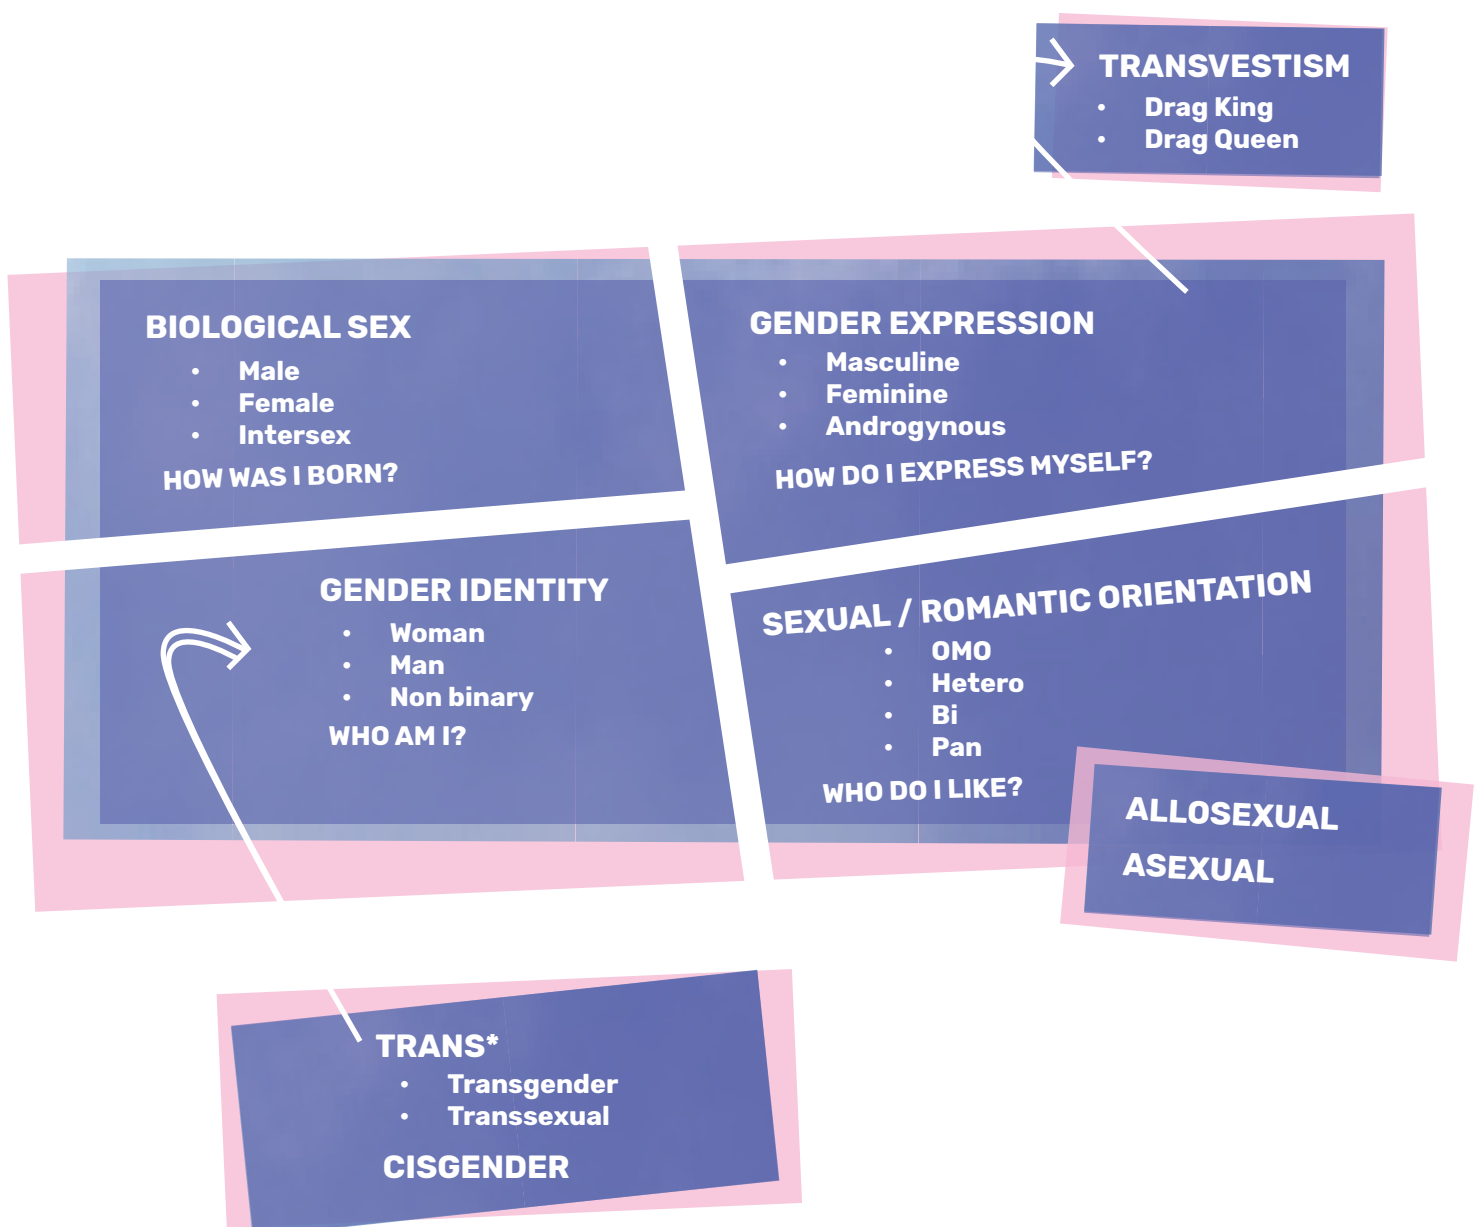 TRANSVESTISM
• Drag King
• Drag Queen
BIOLOGICAL SEX
• Male
• Female
• Intersex
HOW WAS I BORN?
GENDER EXPRESSION
• Masculine
• Feminine
• Androgynous
HOW DO I EXPRESS MYSELF?
GENDER IDENTITY
• Woman
• Man
• Non binary
WHO AM I?
SEXUAL / ROMANTIC ORIENTATION
• OMO
• Hetero
• Bi
• Pan
WHO DO I LIKE?
ALLOSEXUAL
ASEXUAL
TRANS*
• Transgender
• Transsexual
CISGENDER